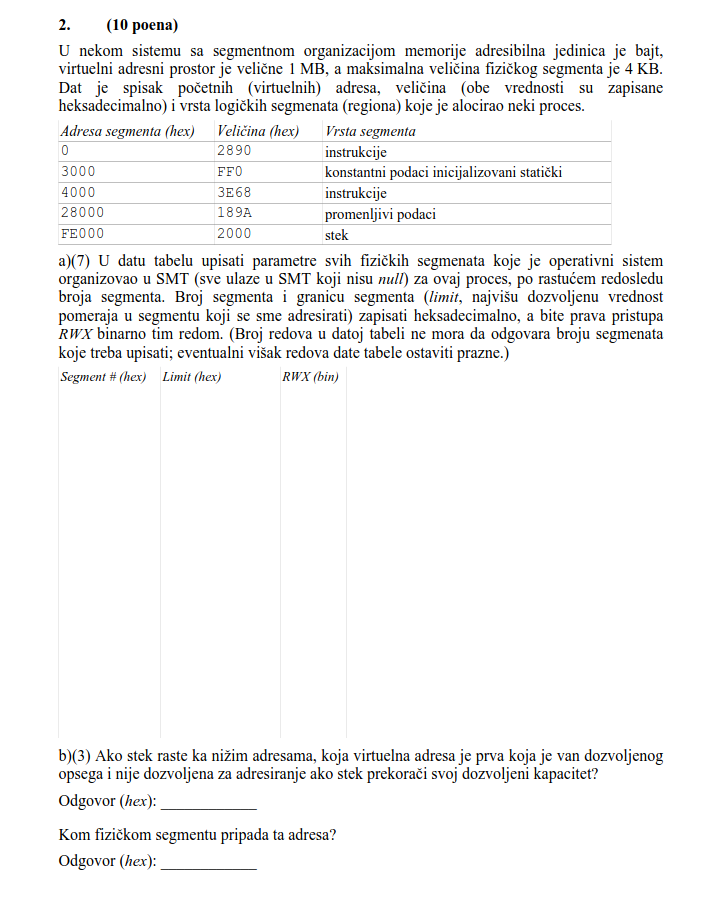 2. (10 poena)
U nekom sistemu sa segmentnom organizacijom memorije adresibilna jedinica je bajt,
virtuelni adresni prostor je velične 1 MB, a maksimalna veličina fizičkog segmenta je 4 KB.
Dat je spisak početnih (virtuelnih) adresa, veličina (obe vrednosti su zapisane
heksadecimalno) i vrsta logičkih segmenata (regiona) koje je alocirao neki proces.
Adresa segmenta (hex) Veličina (hex) Vrsta segmenta
0 2890 instrukcije
3000 FF0 konstantni podaci inicijalizovani statički
4000 3E68 instrukcije
28000 189A promenljivi podaci
FE000 2000 stek
a)(7) U datu tabelu upisati parametre svih fizičkih segmenata koje je operativni sistem
organizovao u SMT (sve ulaze u SMT koji nisu null) za ovaj proces, po rastućem redosledu
broja segmenta. Broj segmenta i granicu segmenta (limit, najvišu dozvoljenu vrednost
pomeraja u segmentu koji se sme adresirati) zapisati heksadecimalno, a bite prava pristupa
RWX binarno tim redom. (Broj redova u datoj tabeli ne mora da odgovara broju segmenata
koje treba upisati; eventualni višak redova date tabele ostaviti prazne.)
Segment # (hex) Limit (hex) RWX (bin)
b)(3) Ako stek raste ka nižim adresama, koja virtuelna adresa je prva koja je van dozvoljenog
opsega i nije dozvoljena za adresiranje ako stek prekorači svoj dozvoljeni kapacitet?
Odgovor (hex): ____________
Kom fizičkom segmentu pripada ta adresa?
Odgovor (hex): ____________